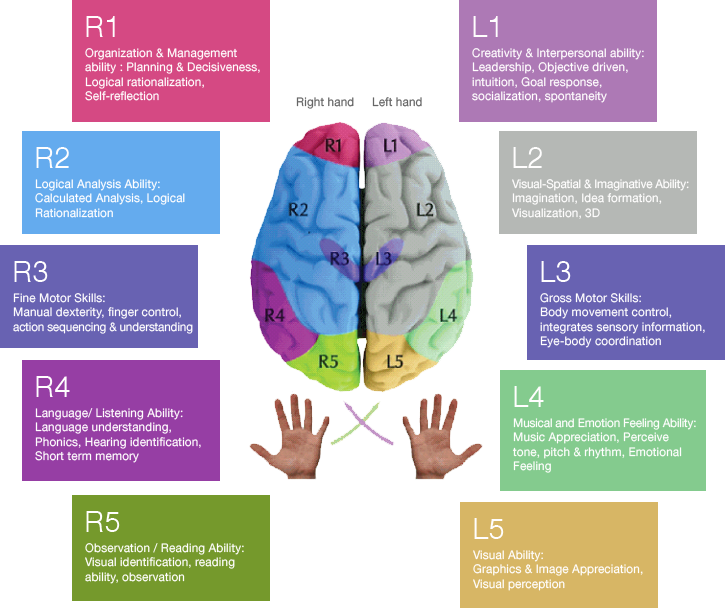 R1
Organization & Management
ability : Planning & Decisiveness,
Logical rationalization,
Self-reflection
L1
Creativity & Interpersonal ability:
Leadership, Objective driven,
intuition, Goal response,
socialization, spontaneity
Right hand
Left hand
R2
Logical Analysis Ability:
Calculated Analysis, Logical
Rationalization
L2
Visual-Spatial & Imaginative Ability:
Imagination, Idea formation,
Visualization, 3D
R1
L1
R2
L2
R3
L3
R4
L4
R5
L5
R3
Fine Motor Skills:
Manual dexterity, finger control,
action sequencing & understanding
L3
Gross Motor Skills:
Body movement control,
integrates sensory information,
Eye-body coordination
R4
Language/ Listening Ability:
Language understanding,
Phonics, Hearing identification,
Short term memory
L4
Musical and Emotion Feeling Ability:
Music Appreciation, Perceive
tone, pitch & rhythm, Emotional
Feeling
R5
Observation / Reading Ability:
Visual identification, reading
ability, observation
L5
Visual Ability:
Graphics & Image Appreciation,
Visual perception